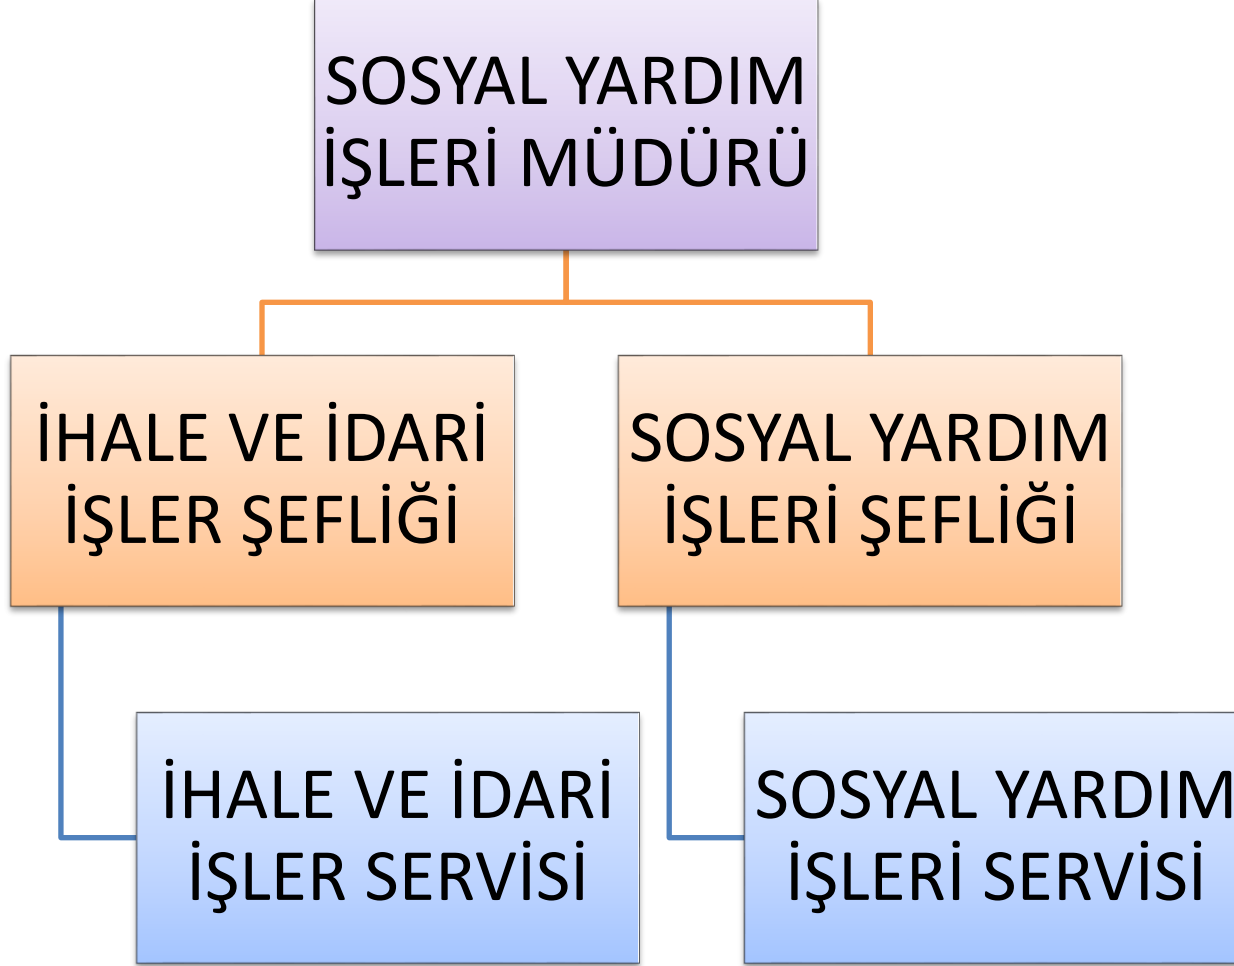 SOSYAL YARDIM
İŞLERİ MÜDÜRÜ
İHALE VE İDARİ
İŞLER ŞEFLİĞİ
SOSYAL YARDIM
İŞLERİ ŞEFLİĞİ
İHALE VE İDARİ
İŞLER SERVİSİ
SOSYAL YARDIM
İŞLERİ SERVİSİ